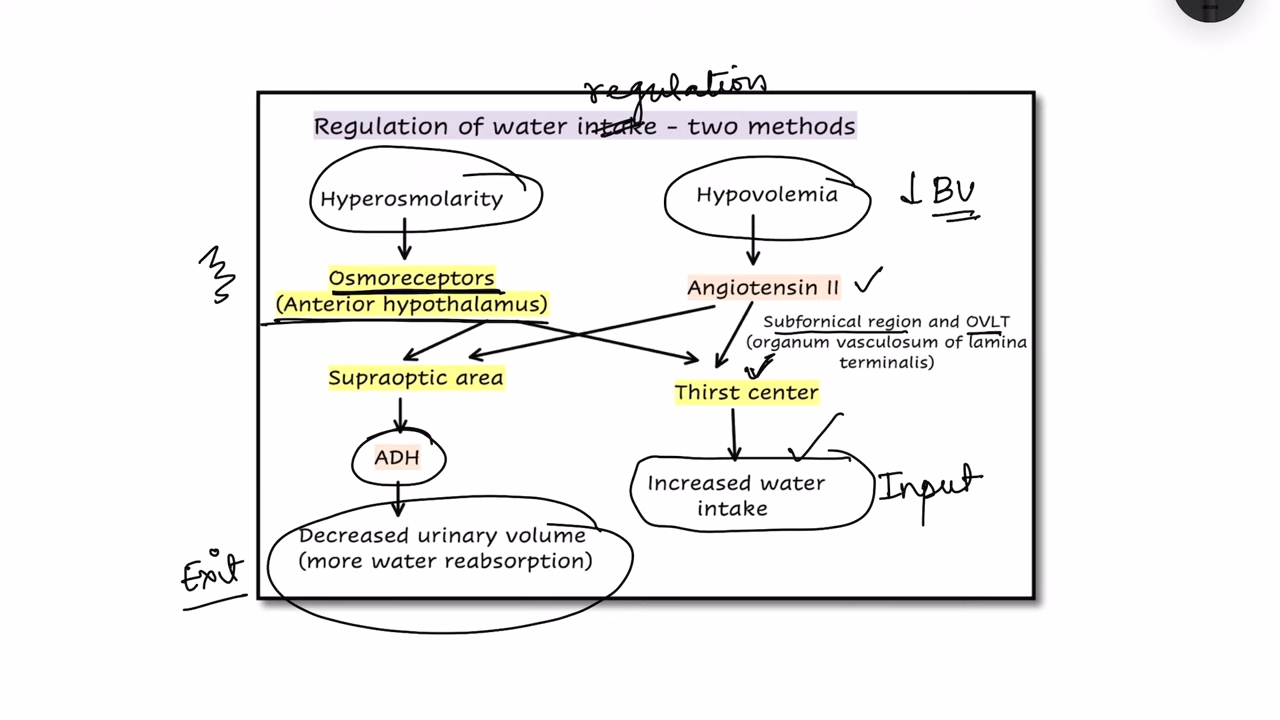 regulation
Regulation of water intake - two methods
Hyperosmolarity
Hypovolemia
↓ BV
Osmoreceptors
(Anterior hypothalamus)
Angiotensin II
Subfornical region and OVLT
(organum vasculosum of lamina
terminalis)
Supraoptic area
Thirst center
ADH
Increased water
intake
Input
Decreased urinary volume
(more water reabsorption)
Exit